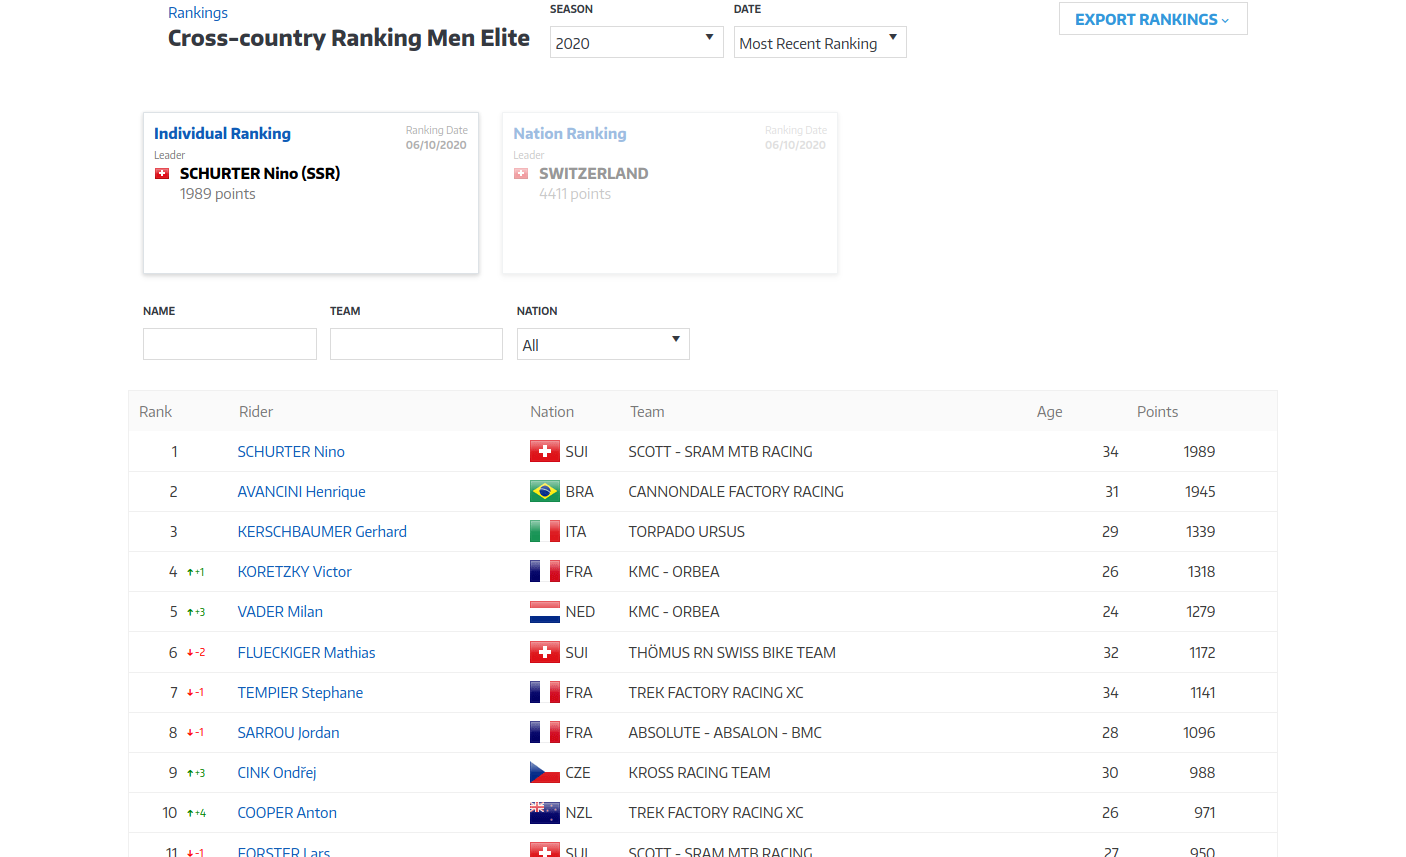 Rankings
Cross-country Ranking Men Elite
SEASON
2020
DATE
Most Recent Ranking
EXPORT RANKINGS
Individual Ranking
Ranking Date
06/10/2020
Leader
SCHURTER Nino (SSR)
1989 points
Nation Ranking
Ranking Date
06/10/2020
Leader
SWITZERLAND
4411 points
NAME
TEAM
NATION
All
Rank Rider Nation Team Age Points
1 SCHURTER Nino SUI SCOTT - SRAM MTB RACING 34 1989
2 AVANCINI Henrique BRA CANNONDALE FACTORY RACING 31 1945
3 KERSCHBAUMER Gerhard ITA TORPADO URSUS 29 1339
4 +1 KORETZKY Victor FRA KMC - ORBEA 26 1318
5 +3 VADER Milan NED KMC - ORBEA 24 1279
6 -2 FLUECKIGER Mathias SUI THÖMUS RN SWISS BIKE TEAM 32 1172
7 -1 TEMPIER Stephane FRA TREK FACTORY RACING XC 34 1141
8 -1 SARROU Jordan FRA ABSOLUTE - ABSALON - BMC 28 1096
9 +3 CINK Ondřej CZE KROSS RACING TEAM 30 988
10 +4 COOPER Anton NZL TREK FACTORY RACING XC 26 971
11 -1 FORSTER Lars SUI SCOTT - SRAM MTB RACING 27 950